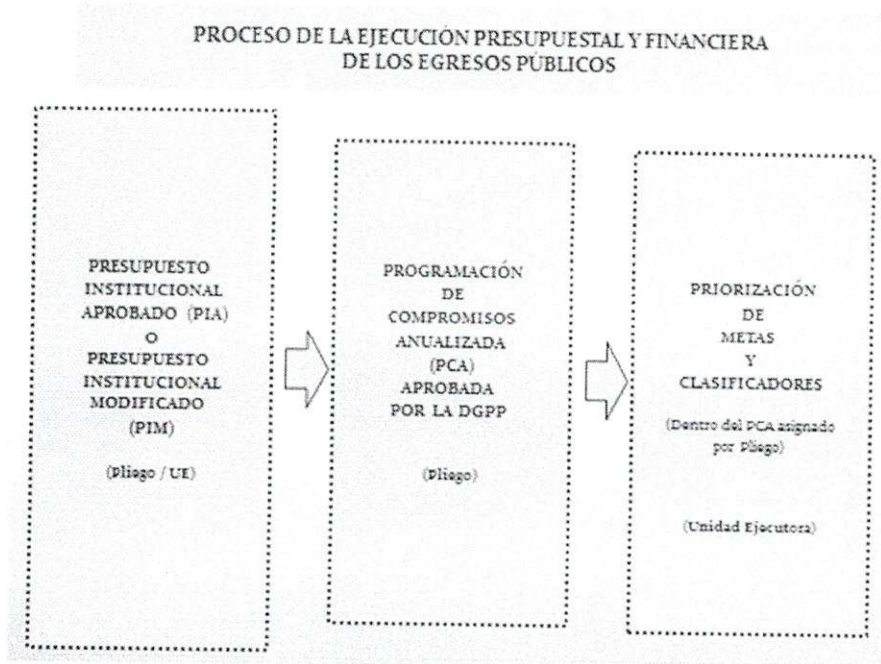 PROCESO DE LA EJECUCIÓN PRESUPUESTAL Y FINANCIERA
DE LOS EGRESOS PÚBLICOS
PRESUPUESTO
INSTITUCIONAL
APROBADO (PIA)
O
PRESUPUESTO
INSTITUCIONAL
MODIFICADO
(PIM)
(Pliego / UE)
PROGRAMACIÓN
DE
COMPROMISOS
ANUALIZADA
(PCA)
APROBADA
POR LA DGPP
(Pliego)
PRIORIZACIÓN
DE
METAS
Y
CLASIFICADORES
(Dentro del PCA asignado
por Pliego)
(Unidad Ejecutora)